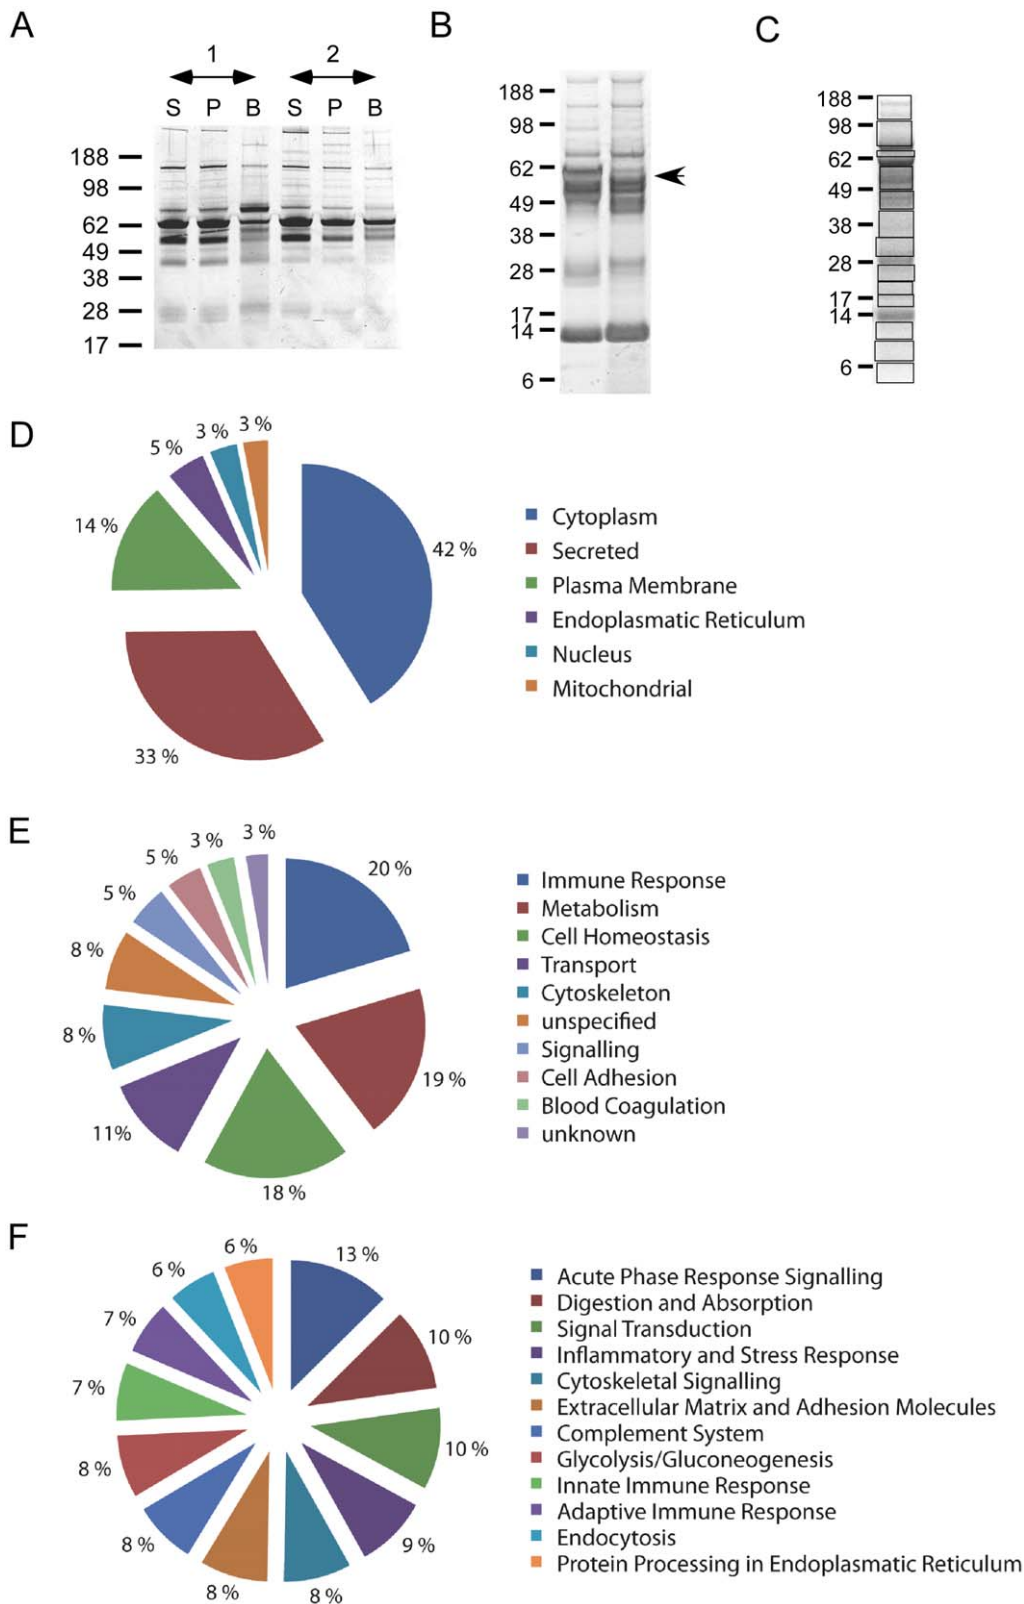 A
B
C
1
2
S P B S P B
188
98
62
49
38
28
17
188
98
62
49
38
28
17
14
6
188
98
62
49
38
28
17
14
6
D
3 %
3 %
5 %
14 %
42 %
33 %
Cytoplasm
Secreted
Plasma Membrane
Endoplasmatic Reticulum
Nucleus
Mitochondrial
E
3 %
3 %
5 %
5 %
8 %
8 %
11%
18 %
19 %
20 %
Immune Response
Metabolism
Cell Homeostasis
Transport
Cytoskeleton
unspecified
Signalling
Cell Adhesion
Blood Coagulation
unknown
F
6 %
6 %
7 %
7 %
8 %
8 %
8 %
8 %
9 %
10 %
10 %
13 %
Acute Phase Response Signalling
Digestion and Absorption
Signal Transduction
Inflammatory and Stress Response
Cytoskeletal Signalling
Extracellular Matrix and Adhesion Molecules
Complement System
Glycolysis/Gluconeogenesis
Innate Immune Response
Adaptive Immune Response
Endocytosis
Protein Processing in Endoplasmatic Reticulum